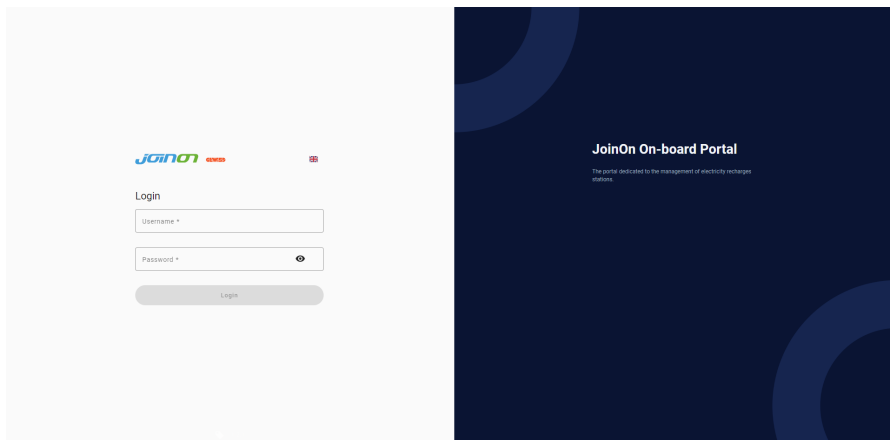 joinon GEWISS
Login
Username *
Password *
Login
JoinOn On-board Portal
The portal dedicated to the management of electricity recharges
stations.